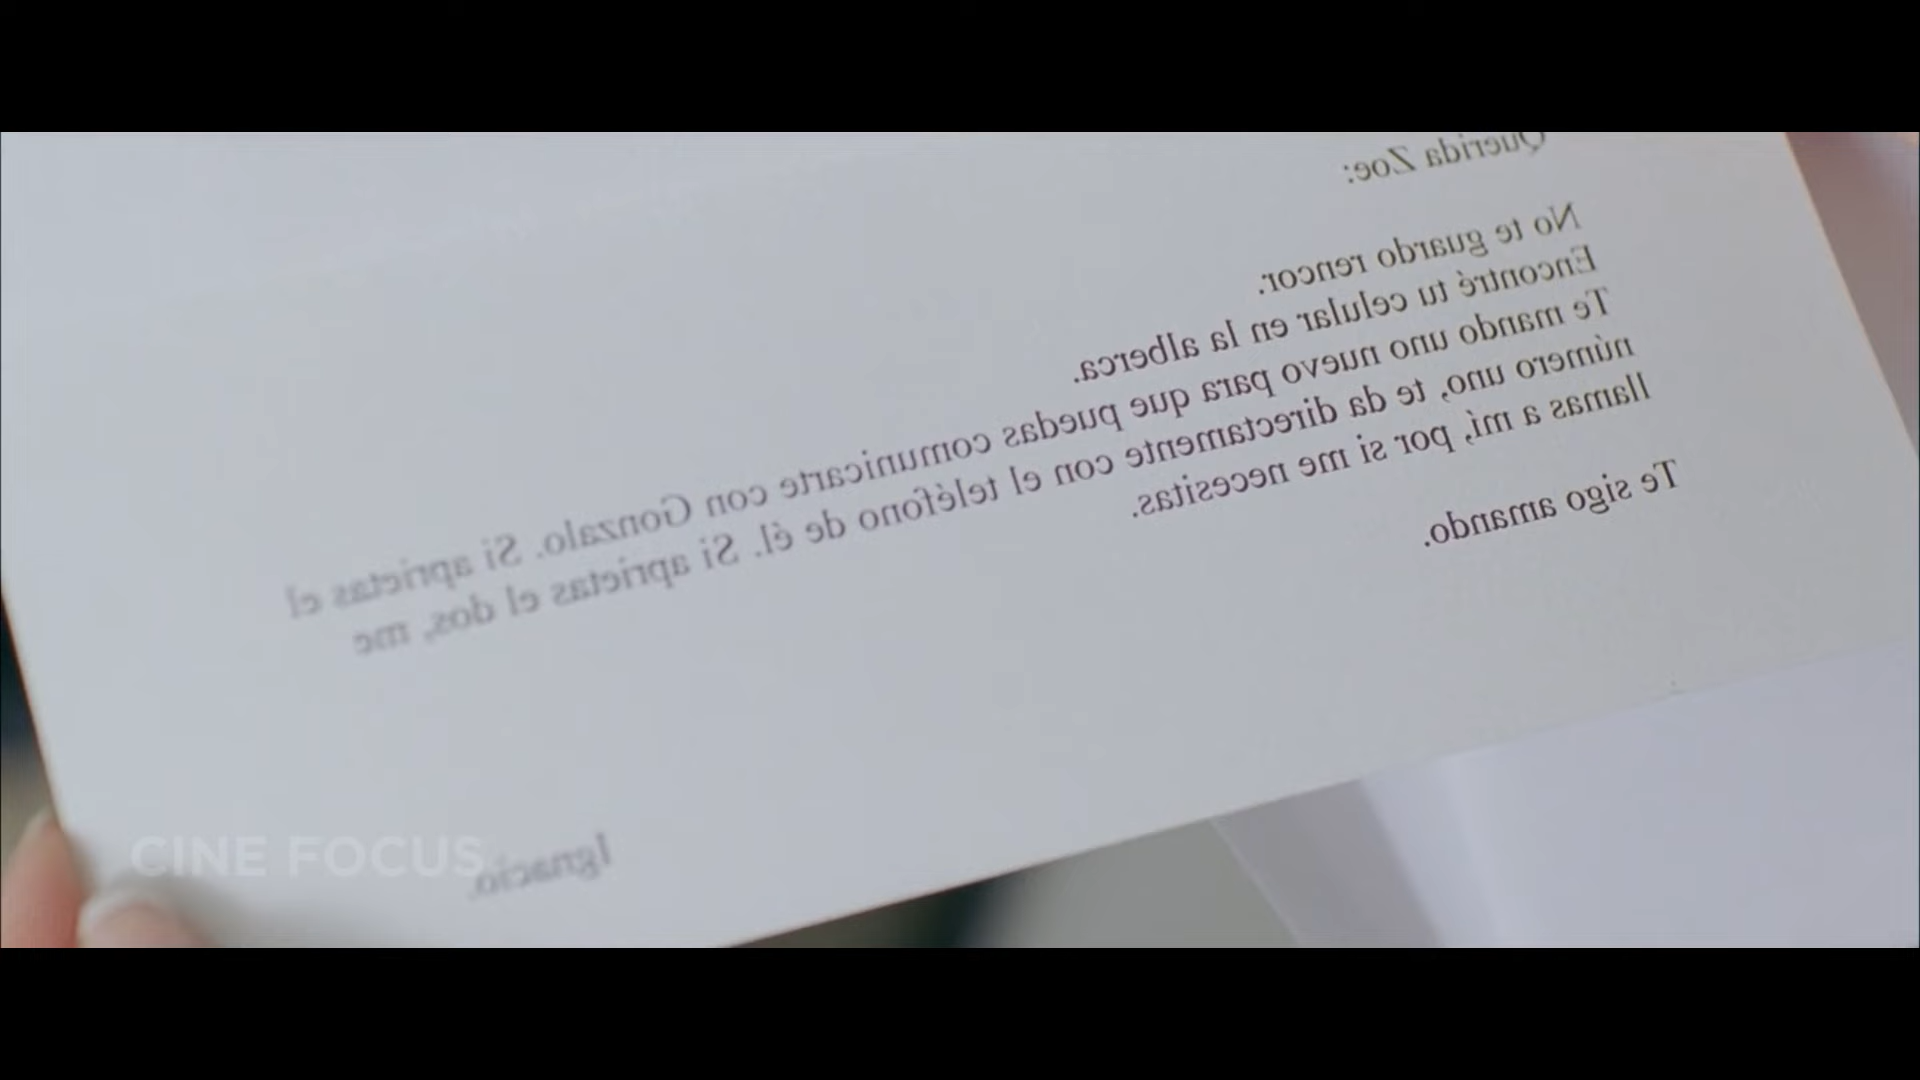 Querida Zoe:
No te guardo rencor.
Encontré tu celular en la alberca.
Te mando uno nuevo para que puedas comunicarte con Gonzalo. Si aprietas el
número uno, te da directamente con el teléfono de él. Si aprietas el dos, me
llamas a mí, por si me necesitas.
Te sigo amando.
Ignacio.
CINE FOCUS